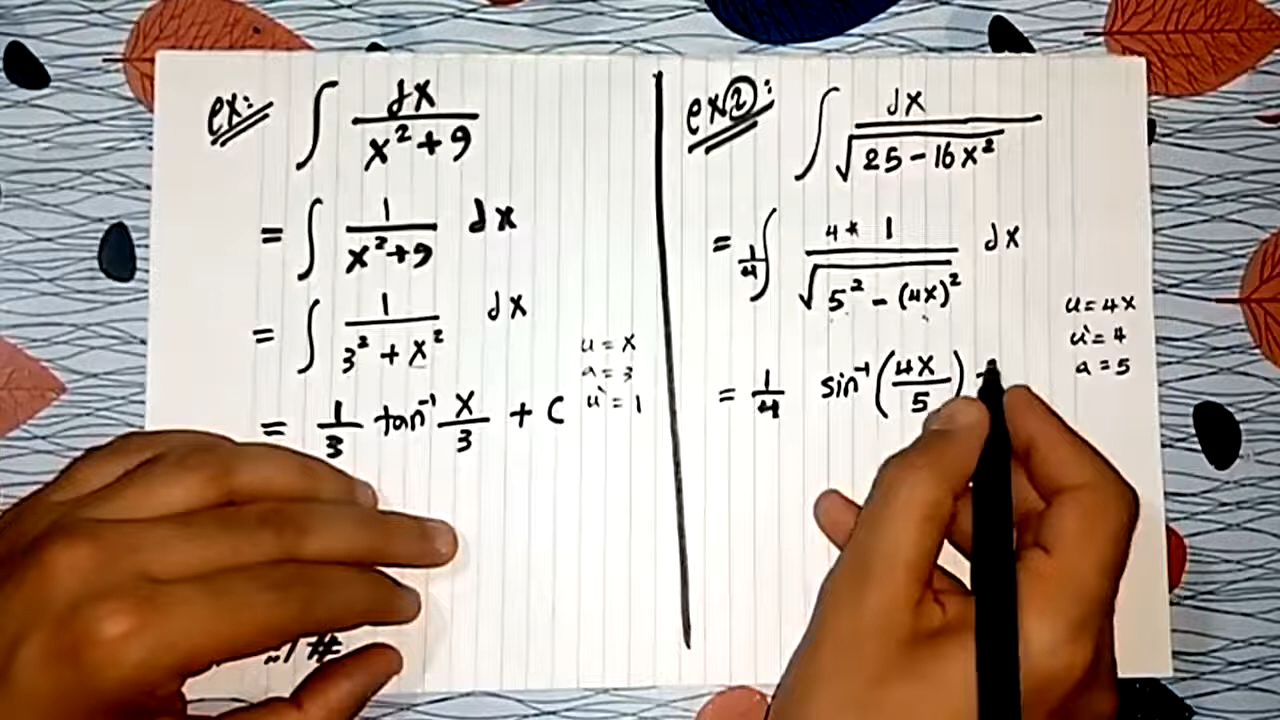 ex: ∫ dx / (x² + 9)
= ∫ 1 / (x² + 9) dx
= ∫ 1 / (3² + x²) dx
u = x
a = 3
u' = 1
= 1/3 tan⁻¹ x/3 + C
#
ex②: ∫ dx / √(25 - 16x²)
= 1/4 ∫ 4 * 1 / √(5² - (4x)²) dx
u = 4x
u' = 4
a = 5
= 1/4 sin⁻¹ (4x/5)